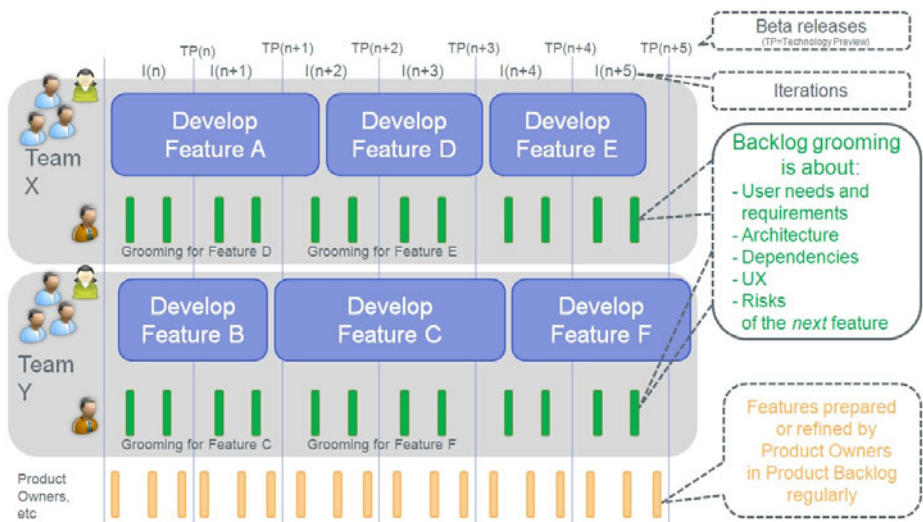 Beta releases
(TP=Technology Preview)
TP(n)
TP(n+1)
TP(n+2)
TP(n+3)
TP(n+4)
TP(n+5)
I(n)
I(n+1)
I(n+2)
I(n+3)
I(n+4)
I(n+5)
Iterations
Team
X
Develop
Feature A
Develop
Feature D
Develop
Feature E
Grooming for Feature D
Grooming for Feature E
Backlog grooming
is about:
- User needs and
requirements
- Architecture
- Dependencies
- UX
- Risks
of the next feature
Team
Y
Develop
Feature B
Develop
Feature C
Develop
Feature F
Grooming for Feature C
Grooming for Feature F
Product
Owners,
etc
Features prepared
or refined by
Product Owners
in Product Backlog
regularly